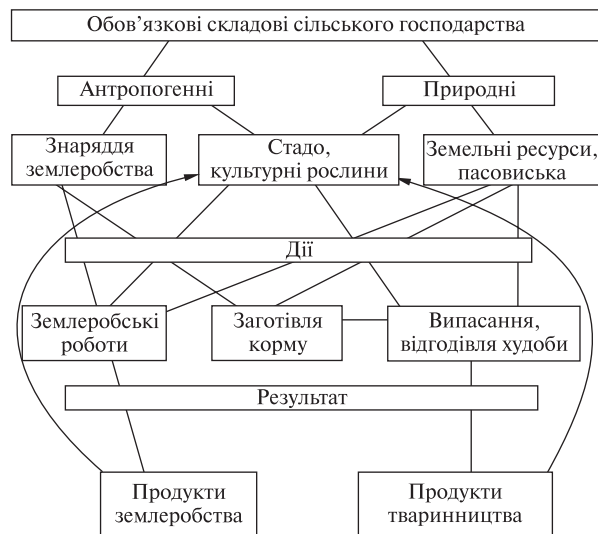 Обов’язкові складові сільського господарства
Антропогенні
Природні
Знаряддя
землеробства
Стадо,
культурні рослини
Земельні ресурси,
пасовиська
Дії
Землеробські
роботи
Заготівля
корму
Випасання,
відгодівля худоби
Результат
Продукти
землеробства
Продукти
тваринництва